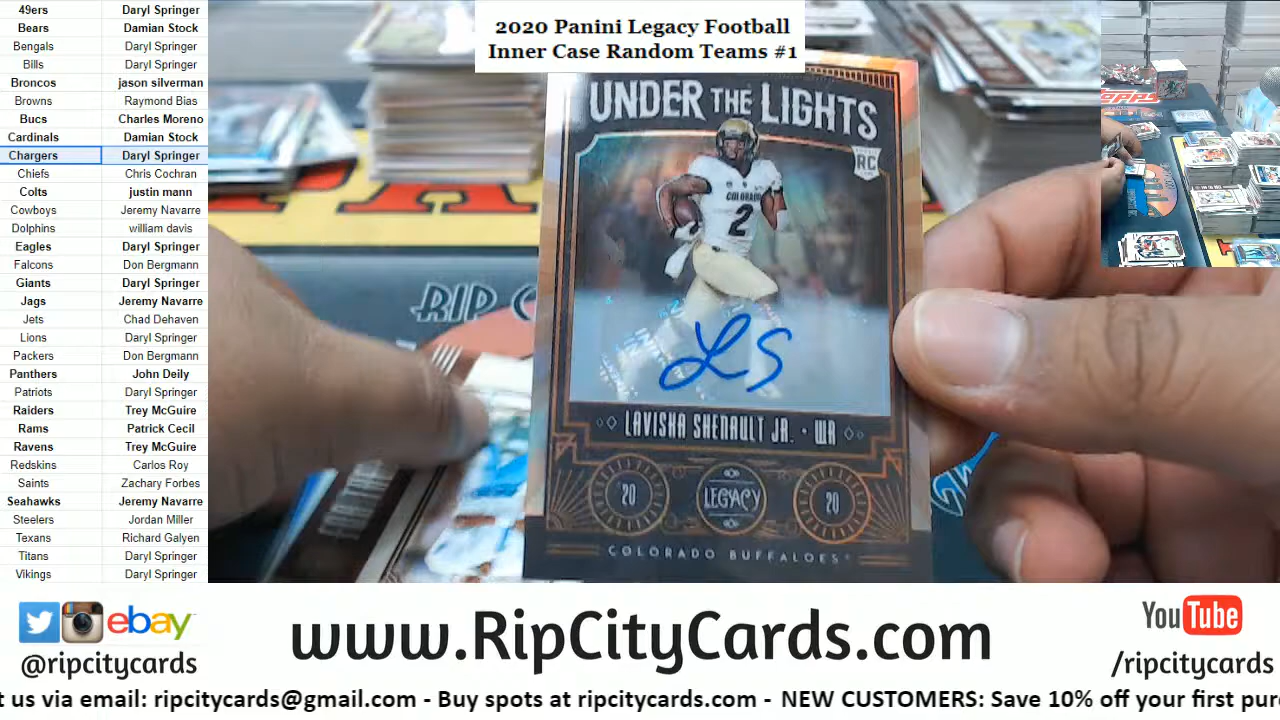 2020 Panini Legacy Football
Inner Case Random Teams #1
49ers Daryl Springer
Bears Damian Stock
Bengals Daryl Springer
Bills Daryl Springer
Broncos jason silverman
Browns Raymond Bias
Bucs Charles Moreno
Cardinals Damian Stock
Chargers Daryl Springer
Chiefs Chris Cochran
Colts justin mann
Cowboys Jeremy Navarre
Dolphins william davis
Eagles Daryl Springer
Falcons Don Bergmann
Giants Daryl Springer
Jags Jeremy Navarre
Jets Chad Dehaven
Lions Daryl Springer
Packers Don Bergmann
Panthers John Deily
Patriots Daryl Springer
Raiders Trey McGuire
Rams Patrick Cecil
Ravens Trey McGuire
Redskins Carlos Roy
Saints Zachary Forbes
Seahawks Jeremy Navarre
Steelers Jordan Miller
Texans Richard Galyen
Titans Daryl Springer
Vikings Daryl Springer
UNDER THE LIGHTS
RC
COLORADO
2
LS
LAVISKA SHENAULT JR. · WR
'20 LEGACY 20
COLORADO BUFFALOES
RIP C
TOPPS
ebay
@ripcitycards
www.RipCityCards.com
YouTube
/ripcitycards
t us via email: ripcitycards@gmail.com - Buy spots at ripcitycards.com - NEW CUSTOMERS: Save 10% off your first pur